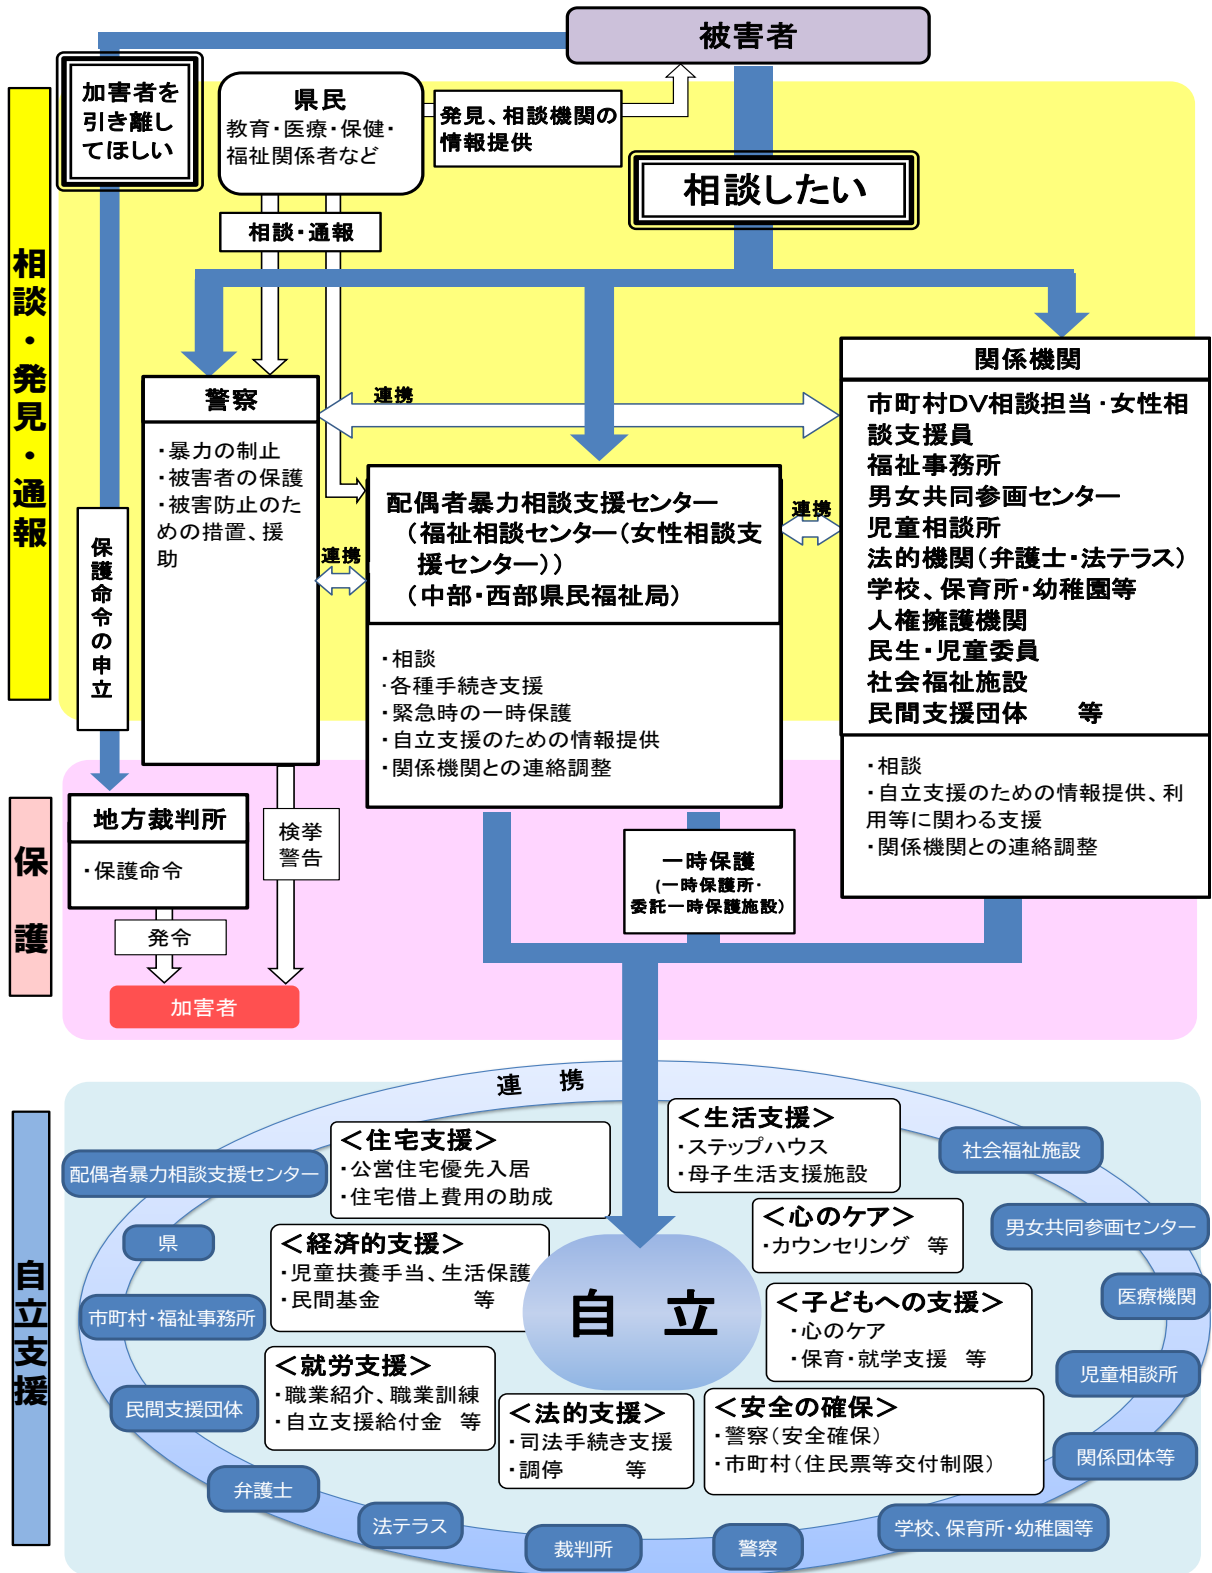 被害者
加害者を
引き離し
てほしい
県民
教育・医療・保健・
福祉関係者など
発見、相談機関の
情報提供
相談したい
相談・通報
相談・発見・通報
警察
・暴力の制止
・被害者の保護
・被害防止のた
めの措置、援
助
連携
連携
連携
配偶者暴力相談支援センター
(福祉相談センター(女性相談支
援センター))
(中部・西部県民福祉局)
・相談
・各種手続き支援
・緊急時の一時保護
・自立支援のための情報提供
・関係機関との連絡調整
関係機関
市町村DV相談担当・女性相
談支援員
福祉事務所
男女共同参画センター
児童相談所
法的機関(弁護士・法テラス)
学校、保育所・幼稚園等
人権擁護機関
民生・児童委員
社会福祉施設
民間支援団体　等
・相談
・自立支援のための情報提供、利
用等に関わる支援
・関係機関との連絡調整
保護命令の申立
保護
地方裁判所
・保護命令
発令
検挙
警告
加害者
一時保護
(一時保護所・
委託一時保護施設)
自立支援
連　携
<住宅支援>
・公営住宅優先入居
・住宅借上費用の助成
<生活支援>
・ステップハウス
・母子生活支援施設
<経済的支援>
・児童扶養手当、生活保護
・民間基金　等
<心のケア>
・カウンセリング　等
自　立
<子どもへの支援>
・心のケア
・保育・就学支援　等
<就労支援>
・職業紹介、職業訓練
・自立支援給付金　等
<法的支援>
・司法手続き支援
・調停　等
<安全の確保>
・警察(安全確保)
・市町村(住民票等交付制限)
配偶者暴力相談支援センター
県
市町村・福祉事務所
民間支援団体
弁護士
法テラス
裁判所
警察
学校、保育所・幼稚園等
関係団体等
児童相談所
医療機関
男女共同参画センター
社会福祉施設